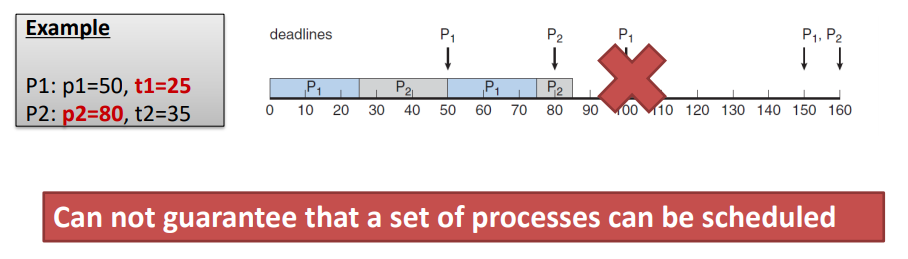 Example
P1: p1=50, t1=25
P2: p2=80, t2=35
deadlines P1 P2 P1 P1, P2
P1 P2 P1 P2
0 10 20 30 40 50 60 70 80 90 100 110 120 130 140 150 160
Can not guarantee that a set of processes can be scheduled